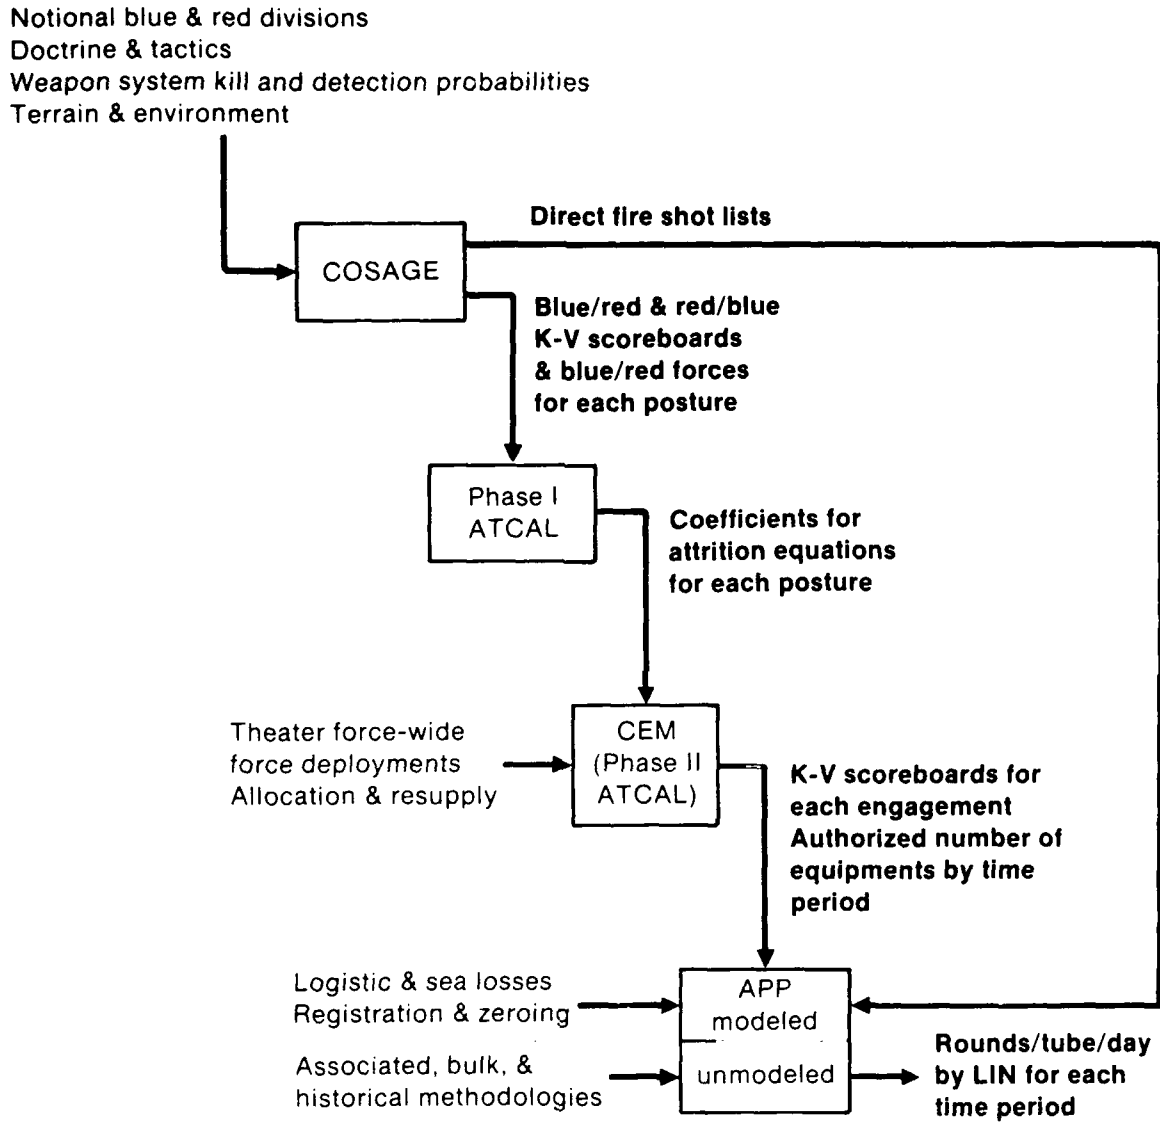 Notional blue & red divisions
Doctrine & tactics
Weapon system kill and detection probabilities
Terrain & environment
Direct fire shot lists
COSAGE
Blue/red & red/blue
K-V scoreboards
& blue/red forces
for each posture
Phase I
ATCAL
Coefficients for
attrition equations
for each posture
Theater force-wide
force deployments
Allocation & resupply
CEM
(Phase II
ATCAL)
K-V scoreboards for
each engagement
Authorized number of
equipments by time
period
Logistic & sea losses
Registration & zeroing
APP
modeled
Associated, bulk, &
historical methodologies
unmodeled
Rounds/tube/day
by LIN for each
time period